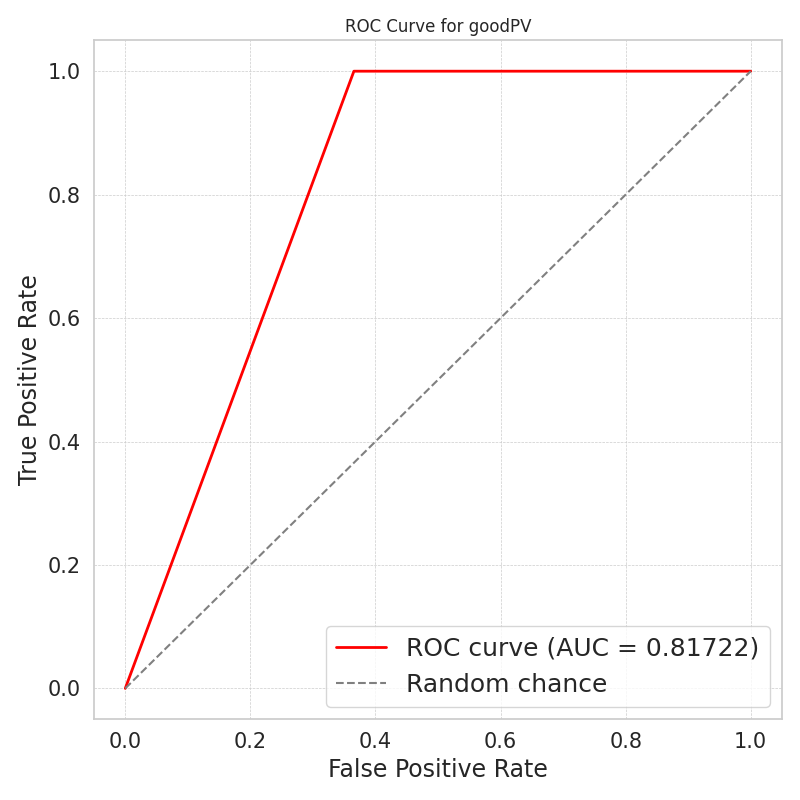 ROC Curve for goodPV
1.0
0.8
0.6
0.4
0.2
0.0
True Positive Rate
ROC curve (AUC = 0.81722)
Random chance
0.0 0.2 0.4 0.6 0.8 1.0
False Positive Rate